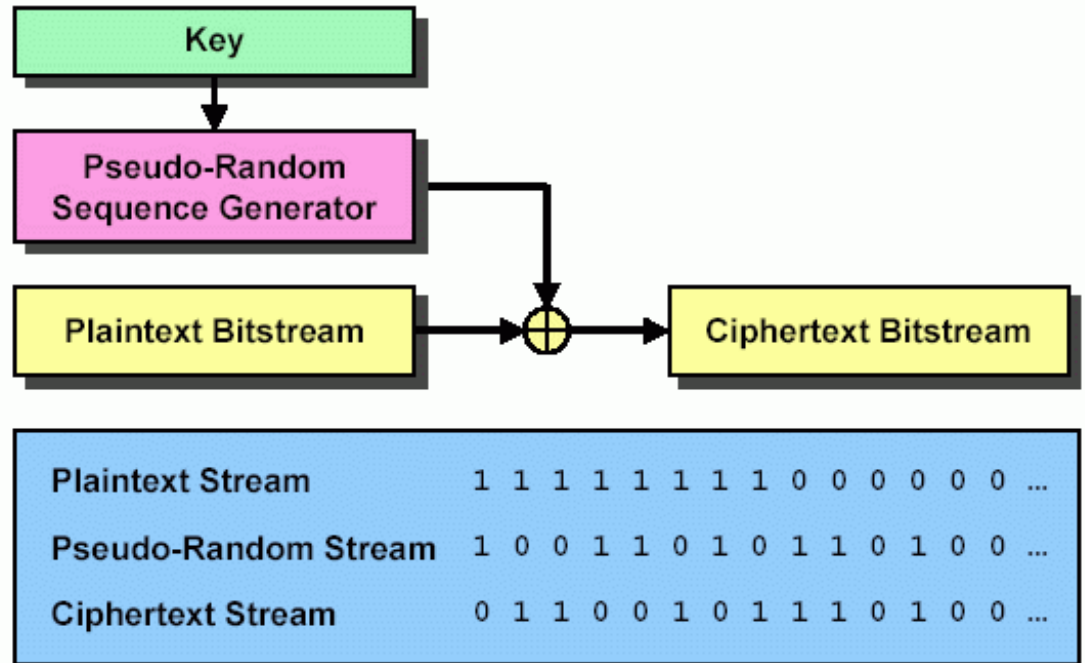 Key
Pseudo-Random
Sequence Generator
Plaintext Bitstream
Ciphertext Bitstream
Plaintext Stream 1 1 1 1 1 1 1 1 0 0 0 0 0 0 ...
Pseudo-Random Stream 1 0 0 1 1 0 1 0 1 1 0 1 0 0 ...
Ciphertext Stream 0 1 1 0 0 1 0 1 1 1 0 1 0 0 ...